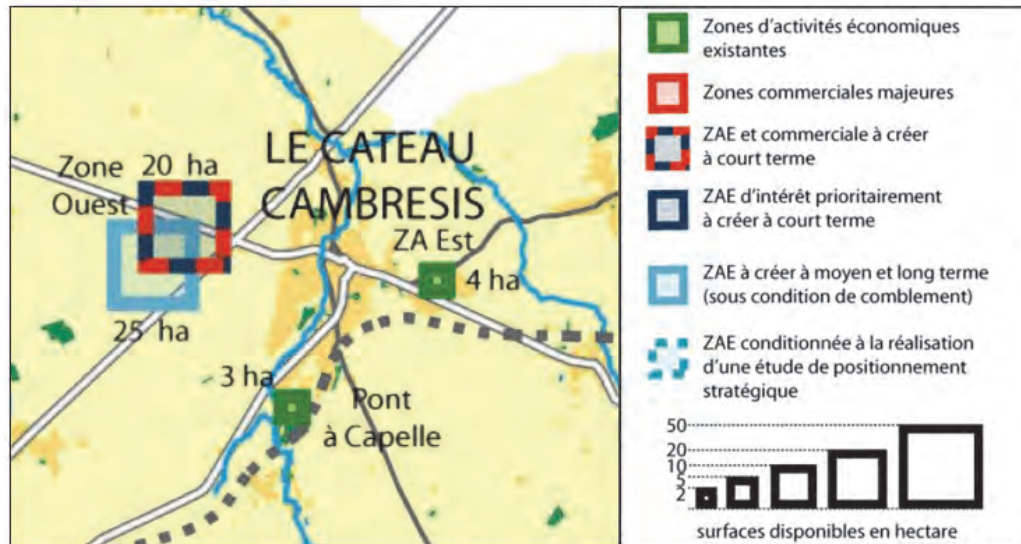 Zone 20 ha
Ouest
LE CATEAU
CAMBRESIS
ZA Est
4 ha
25 ha
3 ha
Pont
à Capelle
Zones d'activités économiques
existantes
Zones commerciales majeures
ZAE et commerciale à créer
à court terme
ZAE d'intérêt prioritairement
à créer à court terme
ZAE à créer à moyen et long terme
(sous condition de comblement)
ZAE conditionnée à la réalisation
d'une étude de positionnement
stratégique
50
20
10
5
2
surfaces disponibles en hectare